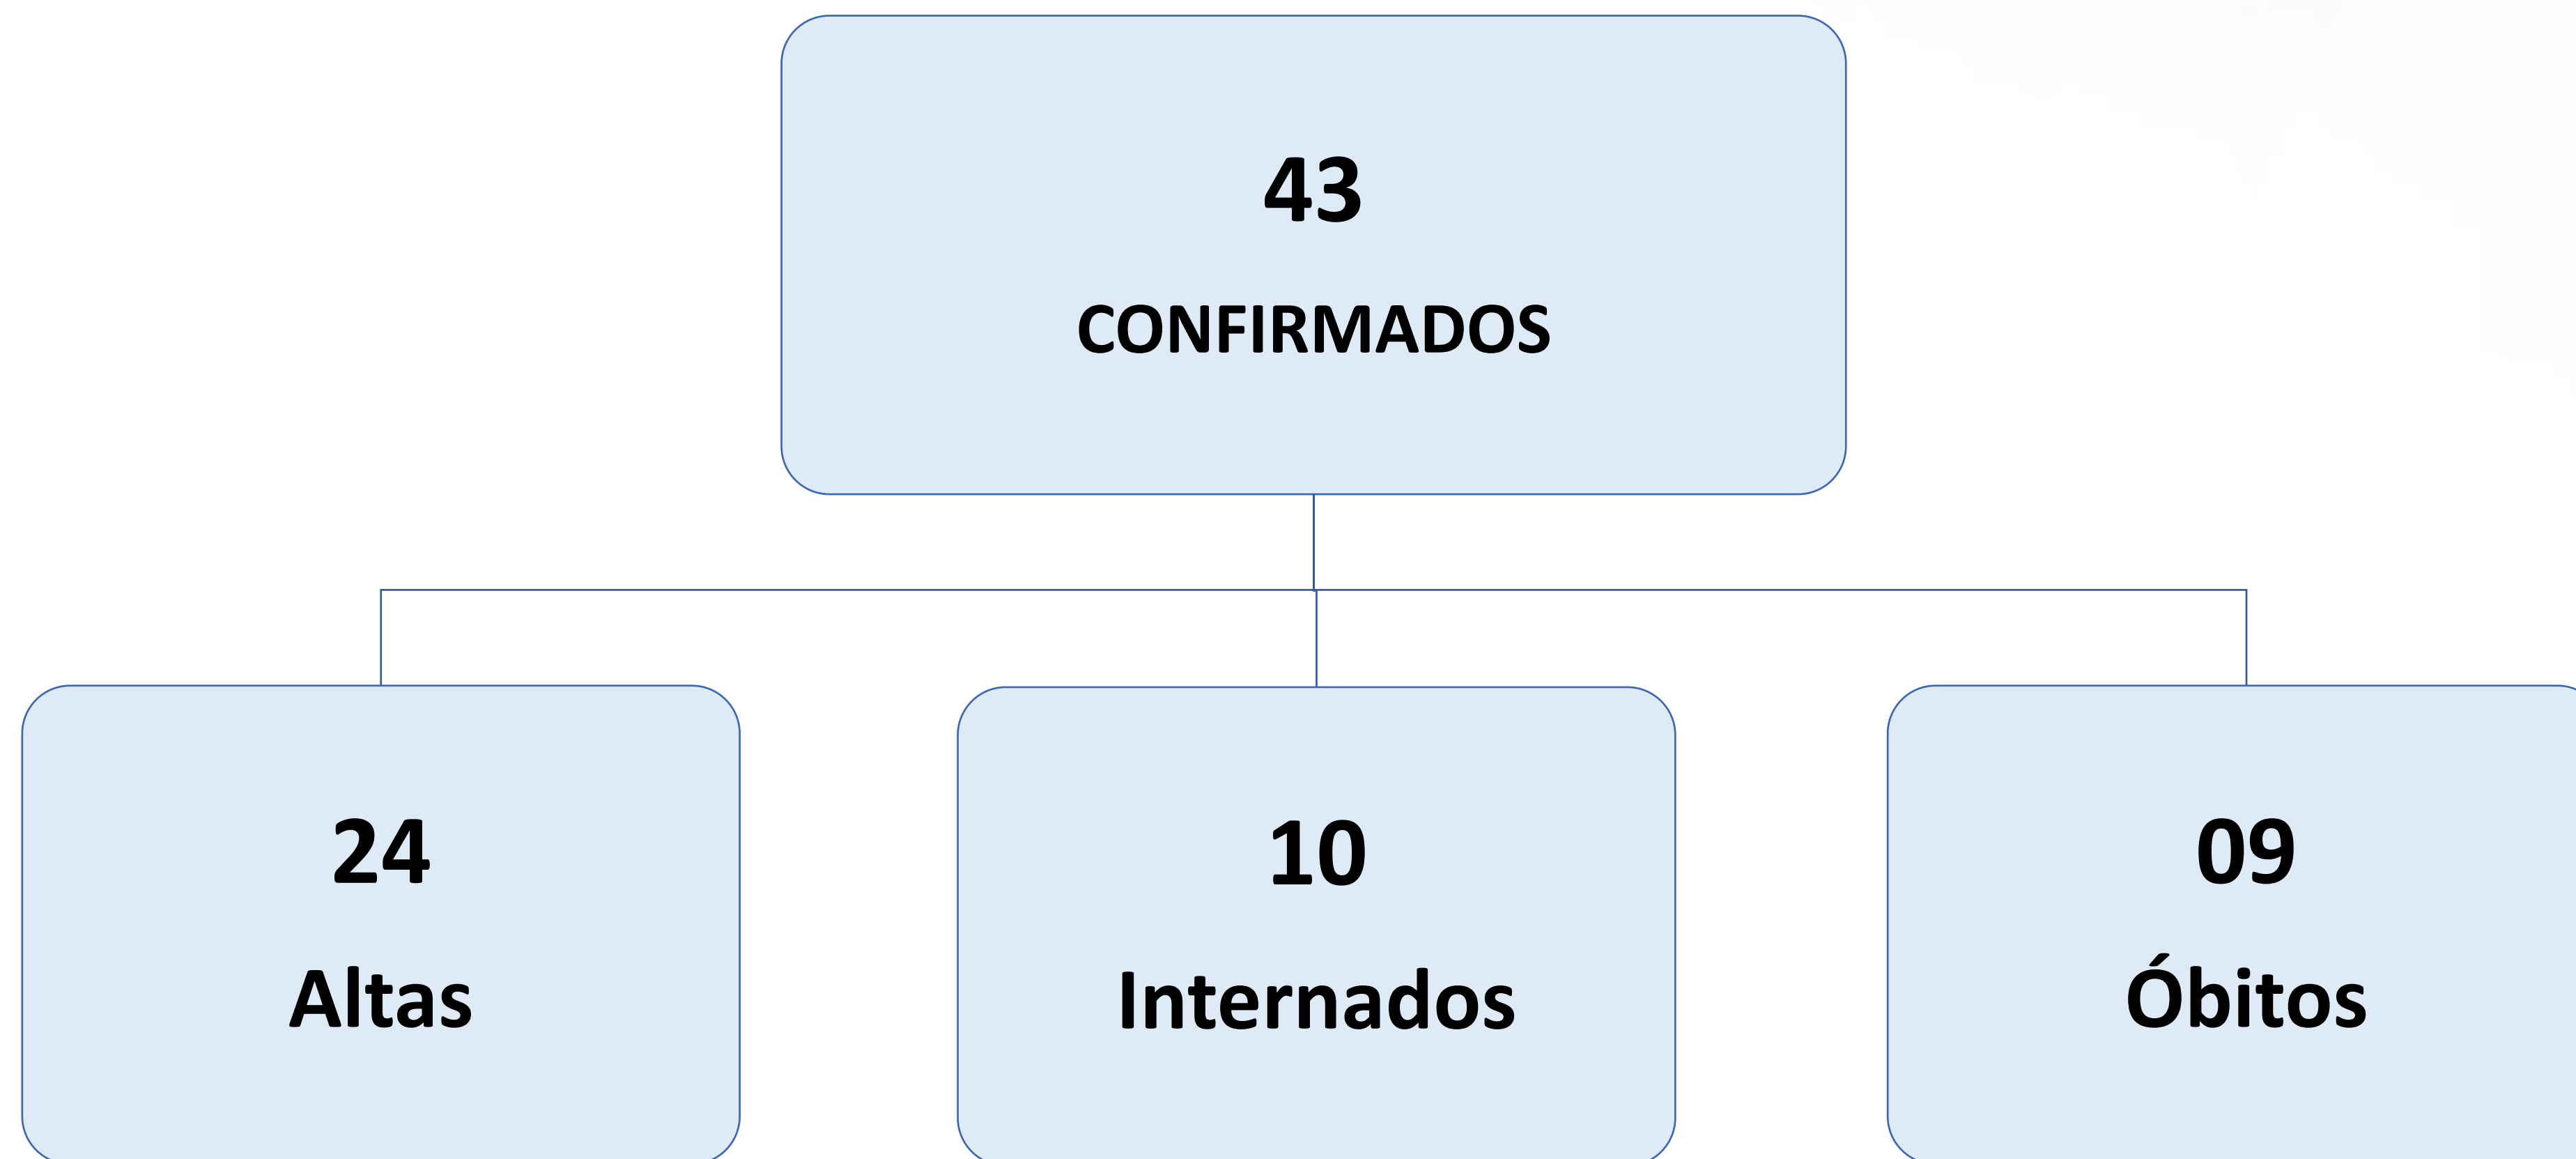 43
CONFIRMADOS
24
Altas
10
Internados
09
Óbitos